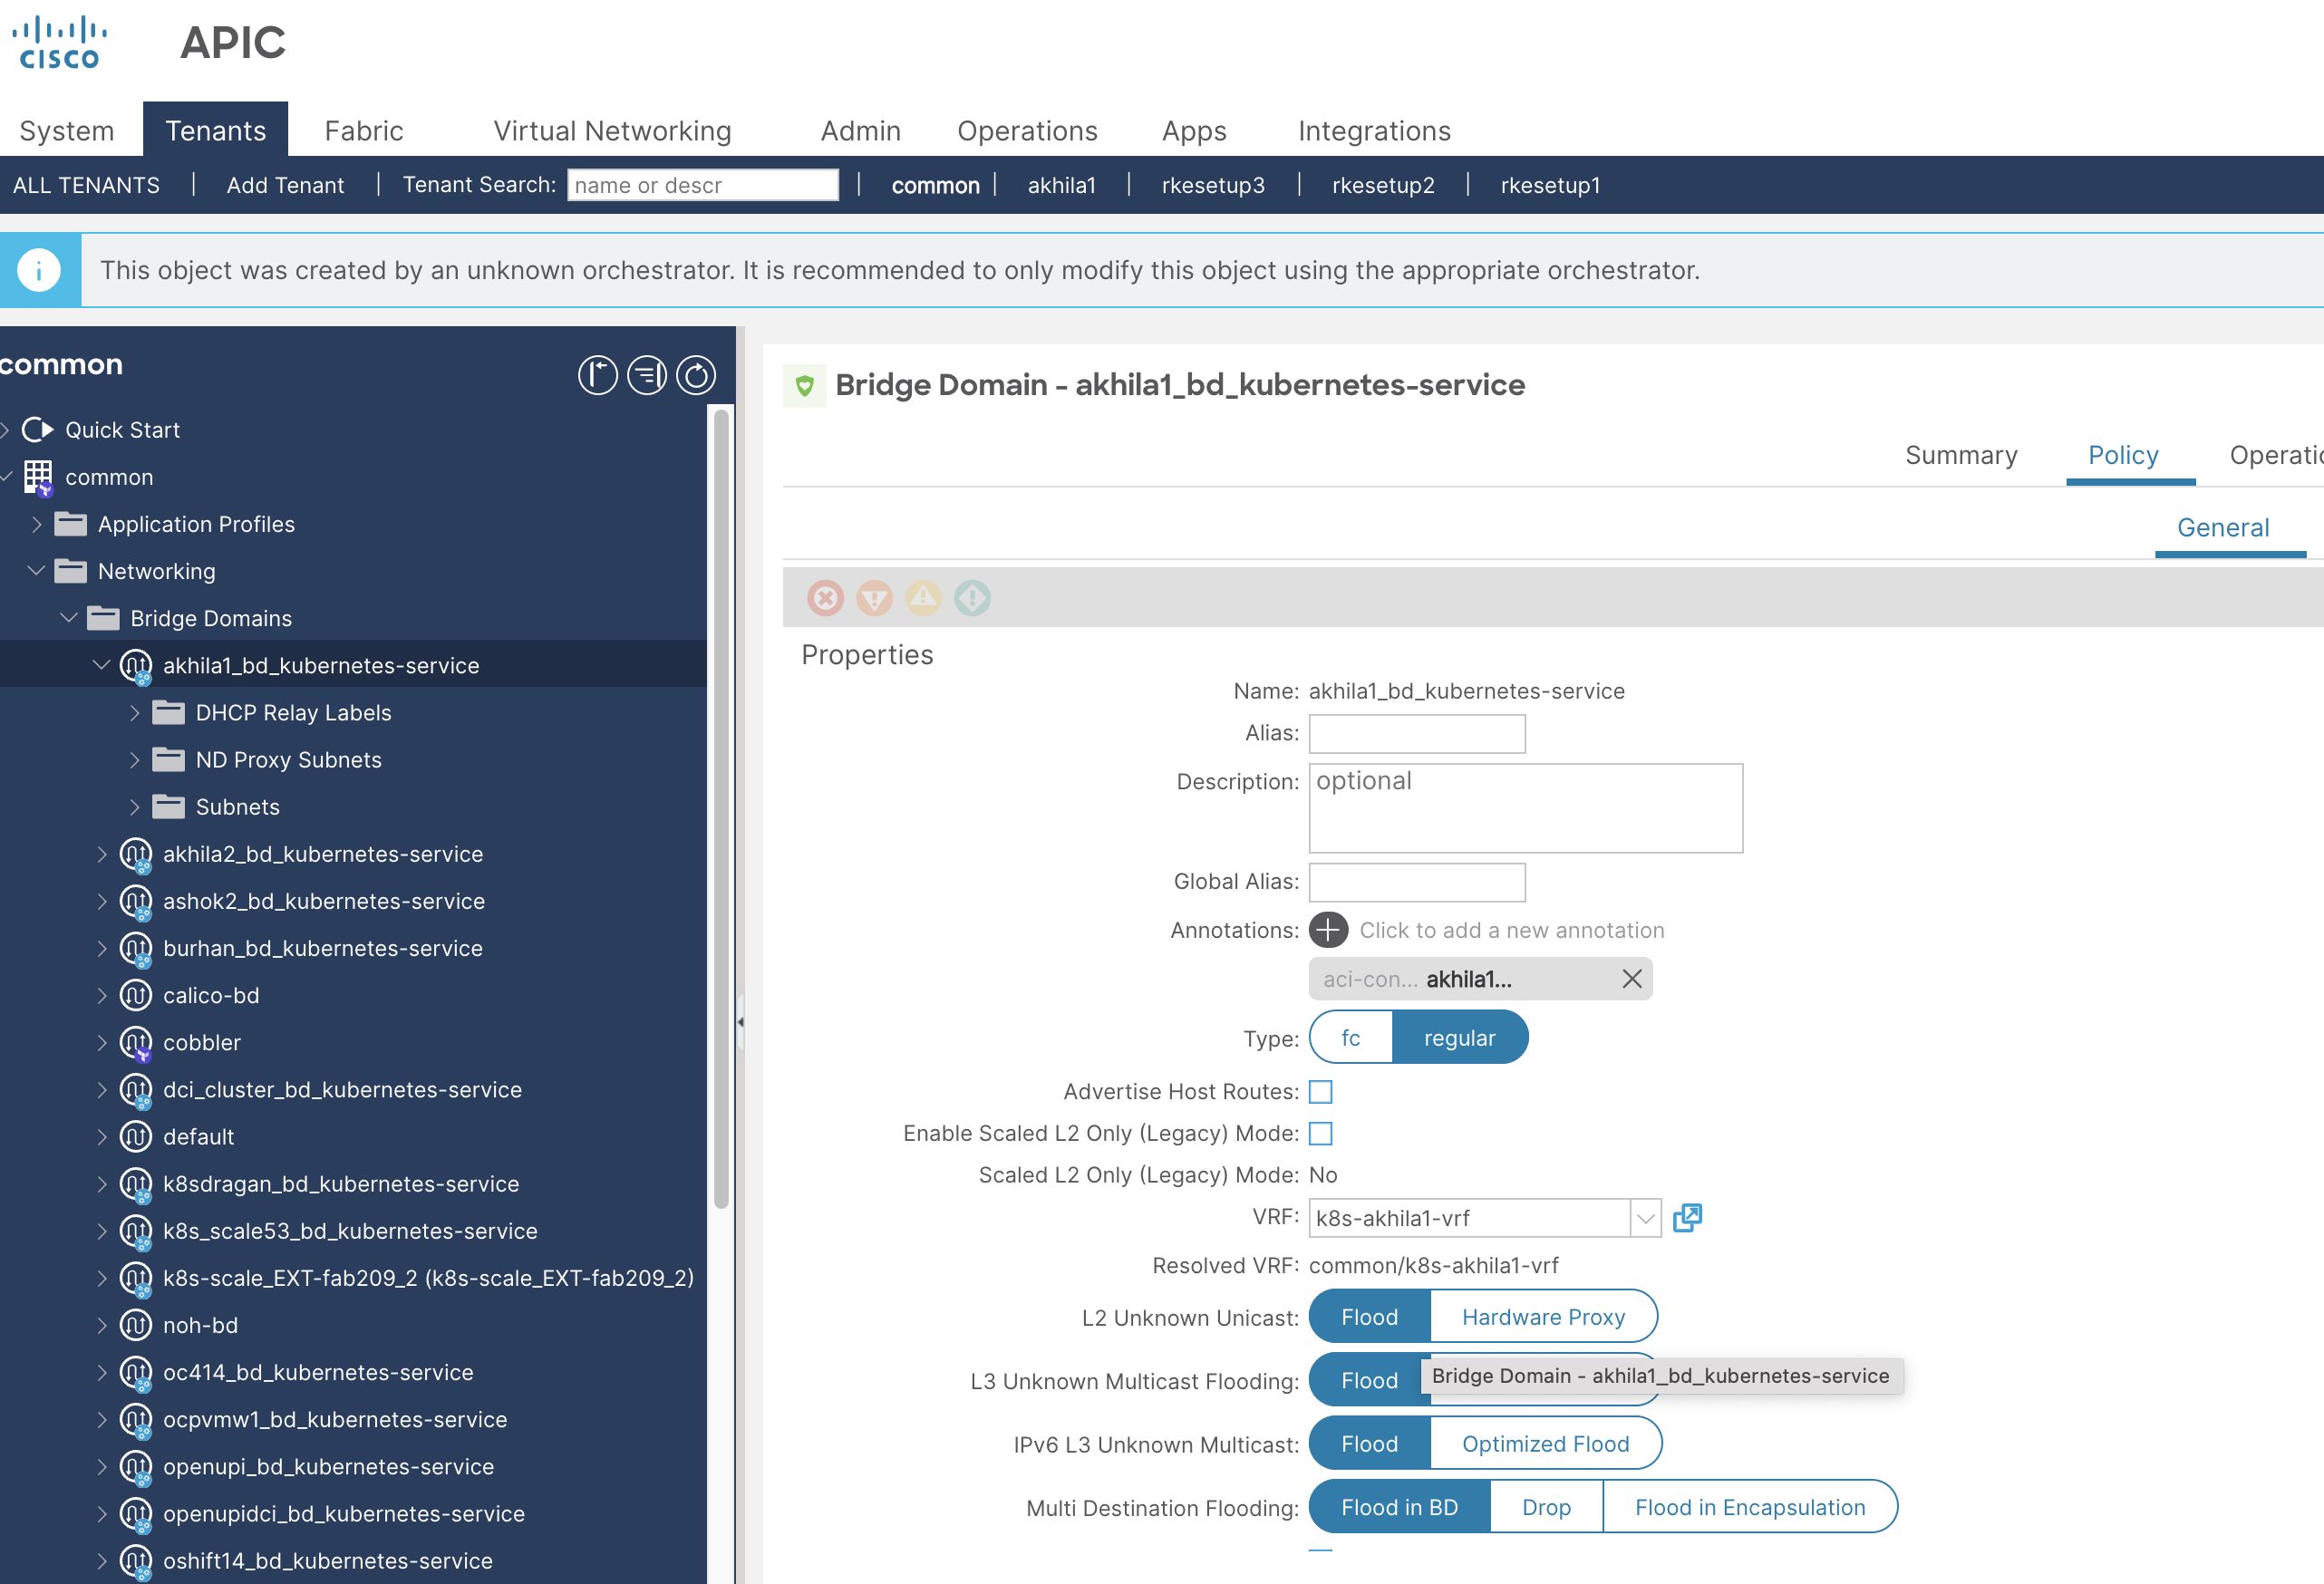 CISCO
APIC
System Tenants Fabric Virtual Networking Admin Operations Apps Integrations
ALL TENANTS | Add Tenant | Tenant Search: name or descr | common | akhila1 | rkesetup3 | rkesetup2 | rkesetup1
This object was created by an unknown orchestrator. It is recommended to only modify this object using the appropriate orchestrator.
common
Quick Start
common
Application Profiles
Networking
Bridge Domains
akhila1_bd_kubernetes-service
DHCP Relay Labels
ND Proxy Subnets
Subnets
akhila2_bd_kubernetes-service
ashok2_bd_kubernetes-service
burhan_bd_kubernetes-service
calico-bd
cobbler
dci_cluster_bd_kubernetes-service
default
k8sdragan_bd_kubernetes-service
k8s_scale53_bd_kubernetes-service
k8s-scale_EXT-fab209_2 (k8s-scale_EXT-fab209_2)
noh-bd
oc414_bd_kubernetes-service
ocpvmw1_bd_kubernetes-service
openupi_bd_kubernetes-service
openupidci_bd_kubernetes-service
oshift14_bd_kubernetes-service
Bridge Domain - akhila1_bd_kubernetes-service
Summary Policy Operatio
General
Properties
Name: akhila1_bd_kubernetes-service
Alias:
Description: optional
Global Alias:
Annotations: Click to add a new annotation
aci-con... akhila1...
Type: fc regular
Advertise Host Routes:
Enable Scaled L2 Only (Legacy) Mode:
Scaled L2 Only (Legacy) Mode: No
VRF: k8s-akhila1-vrf
Resolved VRF: common/k8s-akhila1-vrf
L2 Unknown Unicast: Flood Hardware Proxy
L3 Unknown Multicast Flooding: Flood
Bridge Domain - akhila1_bd_kubernetes-service
IPv6 L3 Unknown Multicast: Flood Optimized Flood
Multi Destination Flooding: Flood in BD Drop Flood in Encapsulation